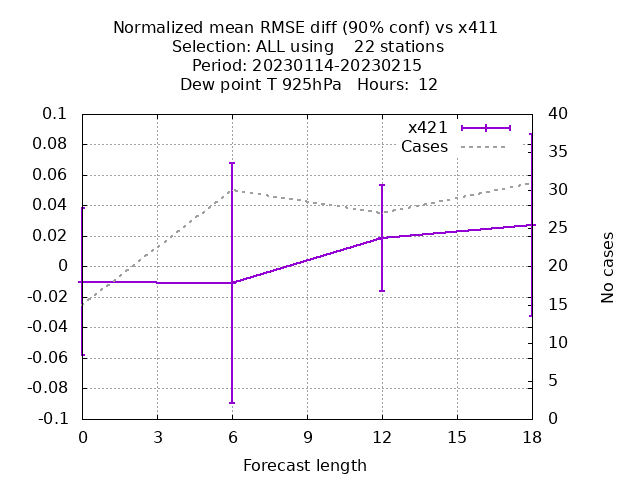 Normalized mean RMSE diff (90% conf) vs x411
Selection: ALL using    22 stations
Period: 20230114-20230215
Dew point T 925hPa   Hours:  12
x421
Cases
0.1
0.08
0.06
0.04
0.02
0
-0.02
-0.04
-0.06
-0.08
-0.1
40
35
30
25
20
15
10
5
0
No cases
0 3 6 9 12 15 18
Forecast length